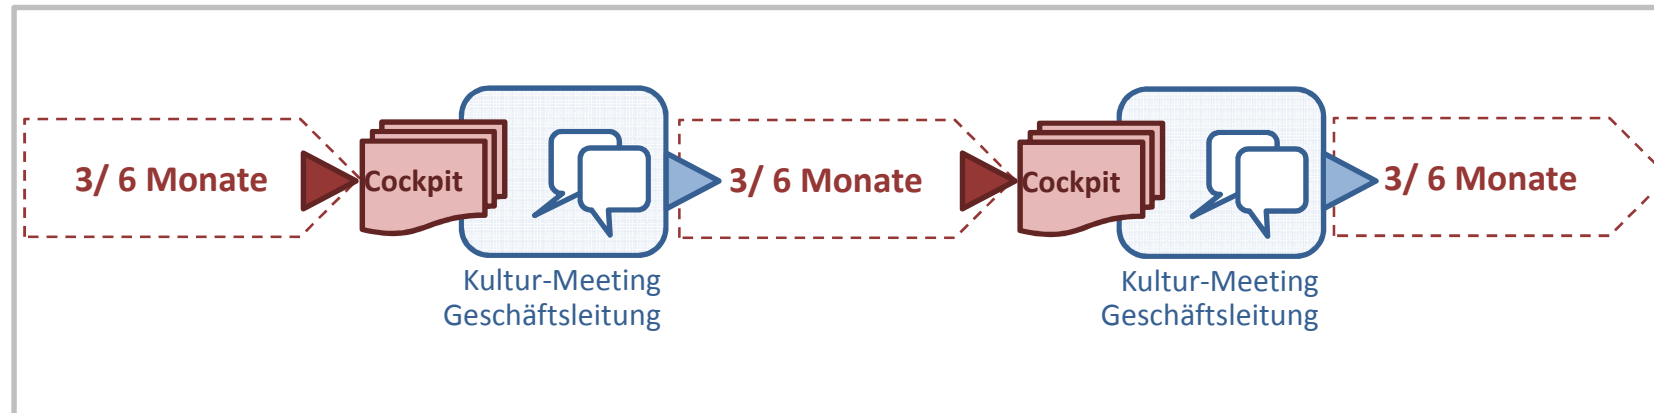 3/ 6 Monate
Cockpit
Kultur-Meeting
Geschäftsleitung
3/ 6 Monate
Cockpit
Kultur-Meeting
Geschäftsleitung
3/ 6 Monate